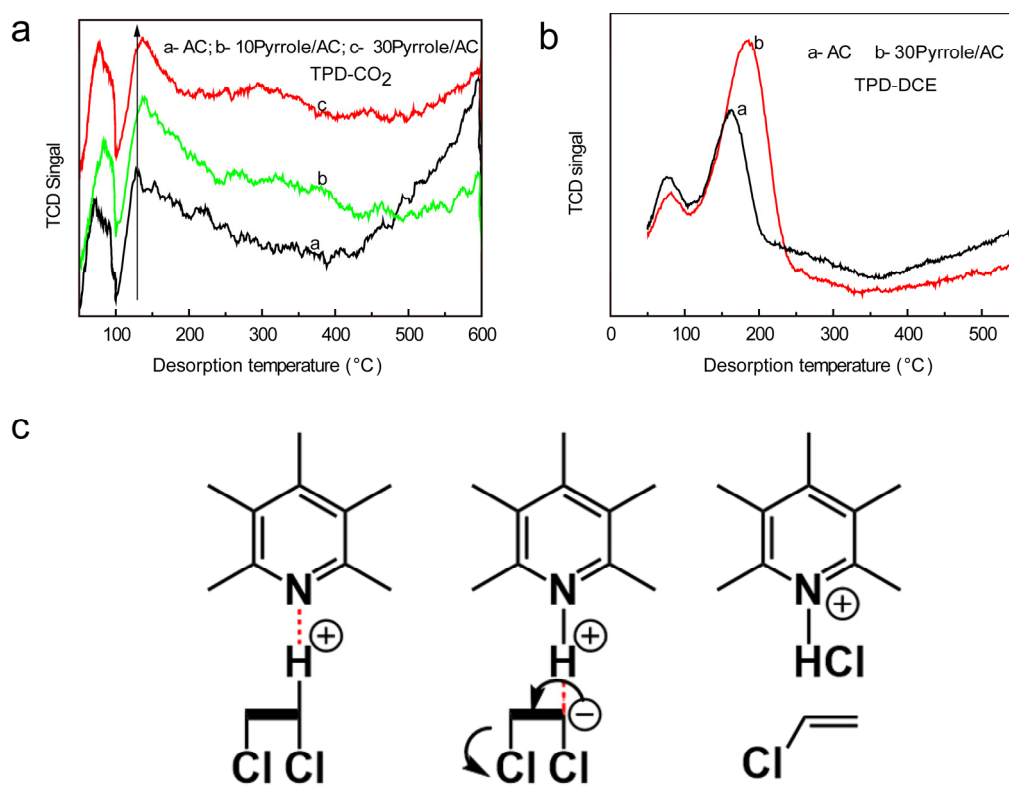 a
a- AC; b- 10Pyrrole/AC; c- 30Pyrrole/AC
TPD-CO2
c
b
a
TCD Singal
100 200 300 400 500 600
Desorption temperature (°C)
b
a- AC b- 30Pyrrole/AC
TPD-DCE
b
a
TCD singal
0 100 200 300 400 500
Desorption temperature (°C)
c
N N N +
H + H + HCl
−
Cl Cl Cl Cl Cl